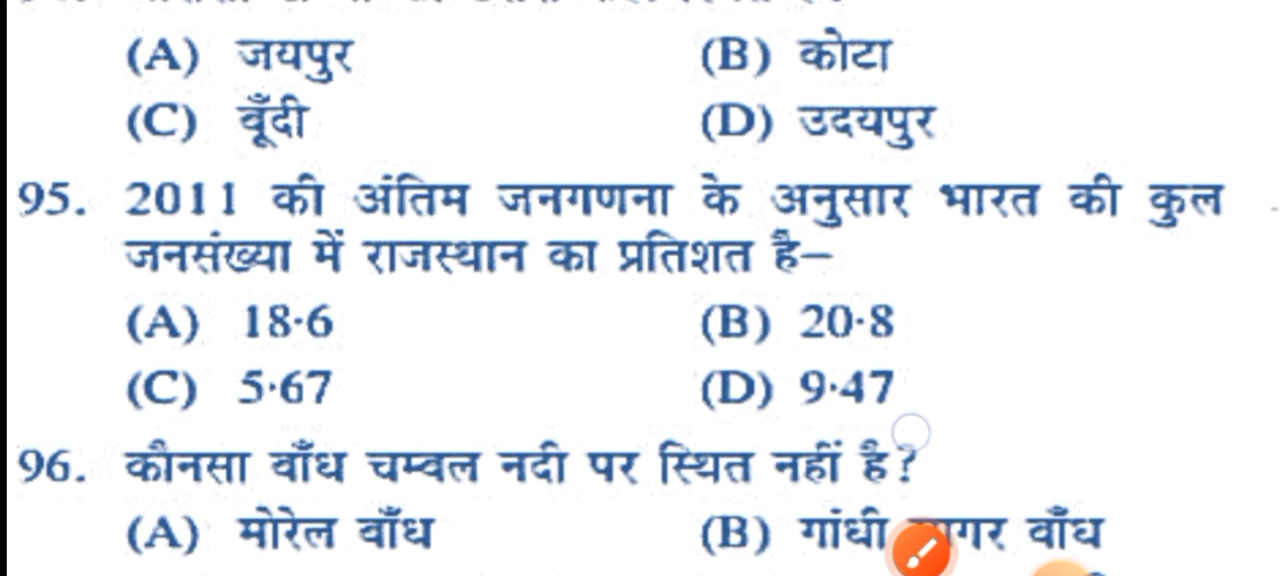 (A) जयपुर (B) कोटा
(C) बूँदी (D) उदयपुर
95. 2011 की अंतिम जनगणना के अनुसार भारत की कुल
जनसंख्या में राजस्थान का प्रतिशत है–
(A) 18·6 (B) 20·8
(C) 5·67 (D) 9·47
96. कौनसा बाँध चम्बल नदी पर स्थित नहीं है?
(A) मोरेल बाँध (B) गांधी बाँध